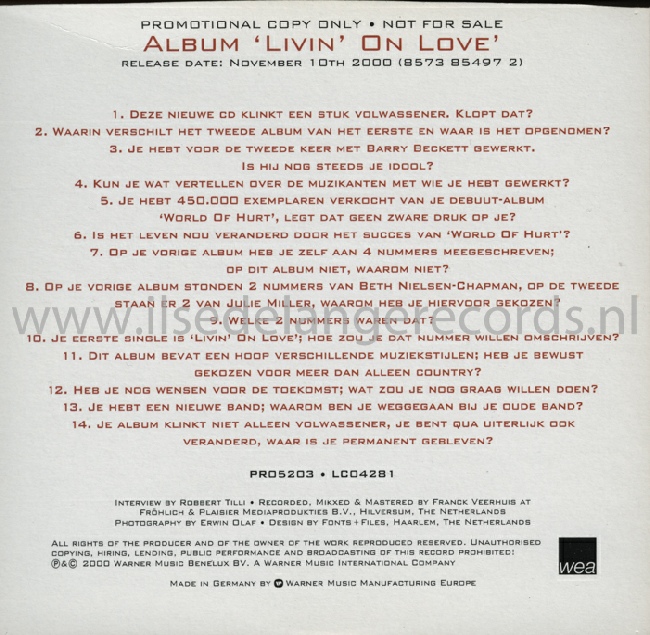 PROMOTIONAL COPY ONLY • NOT FOR SALE
ALBUM ‘LIVIN’ ON LOVE’
RELEASE DATE: NOVEMBER 10TH 2000 (8573 85497 2)
1. DEZE NIEUWE CD KLINKT EEN STUK VOLWASSENER. KLOPT DAT?
2. WAARIN VERSCHILT HET TWEEDE ALBUM VAN HET EERSTE EN WAAR IS HET OPGENOMEN?
3. JE HEBT VOOR DE TWEEDE KEER MET BARRY BECKETT GEWERKT.
IS HIJ NOG STEEDS JE IDOOL?
4. KUN JE WAT VERTELLEN OVER DE MUZIKANTEN MET WIE JE HEBT GEWERKT?
5. JE HEBT 450.000 EXEMPLAREN VERKOCHT VAN JE DEBUUT-ALBUM
‘WORLD OF HURT’, LEGT DAT GEEN ZWARE DRUK OP JE?
6. IS HET LEVEN NOU VERANDERD DOOR HET SUCCES VAN ‘WORLD OF HURT’?
7. OP JE VORIGE ALBUM HEB JE ZELF AAN 4 NUMMERS MEEGESCHREVEN;
OP DIT ALBUM NIET, WAAROM NIET?
8. OP JE VORIGE ALBUM STONDEN 2 NUMMERS VAN BETH NIELSEN-CHAPMAN, OP DE TWEEDE
STAAN ER 2 VAN JULIE MILLER, WAAROM HEB JE HIERVOOR GEKOZEN?
www.ilsedelangerecords.nl
9. WELKE 2 NUMMERS WAREN DAT?
10. JE EERSTE SINGLE IS ‘LIVIN’ ON LOVE’; HOE ZOU JE DAT NUMMER WILLEN OMSCHRIJVEN?
11. DIT ALBUM BEVAT EEN HOOP VERSCHILLENDE MUZIEKSTIJLEN; HEB JE BEWUST
GEKOZEN VOOR MEER DAN ALLEEN COUNTRY?
12. HEB JE NOG WENSEN VOOR DE TOEKOMST; WAT ZOU JE NOG GRAAG WILLEN DOEN?
13. JE HEBT EEN NIEUWE BAND; WAAROM BEN JE WEGGEGAAN BIJ JE OUDE BAND?
14. JE ALBUM KLINKT NIET ALLEEN VOLWASSENER, JE BENT QUA UITERLIJK OOK
VERANDERD, WAAR IS JE PERMANENT GEBLEVEN?
PRO5203 • LC04281
INTERVIEW BY ROBBERT TILLI • RECORDED, MIKXED & MASTERED BY FRANCK VEERHUIS AT
FRÖHLICH & PLAISIER MEDIAPRODUKTIES B.V., HILVERSUM, THE NETHERLANDS
PHOTOGRAPHY BY ERWIN OLAF • DESIGN BY FONTS+FILES, HAARLEM, THE NETHERLANDS
ALL RIGHTS OF THE PRODUCER AND OF THE OWNER OF THE WORK REPRODUCED RESERVED. UNAUTHORISED
COPYING, HIRING, LENDING, PUBLIC PERFORMANCE AND BROADCASTING OF THIS RECORD PROHIBITED!
℗&© 2000 WARNER MUSIC BENELUX BV. A WARNER MUSIC INTERNATIONAL COMPANY
wea
MADE IN GERMANY BY WARNER MUSIC MANUFACTURING EUROPE